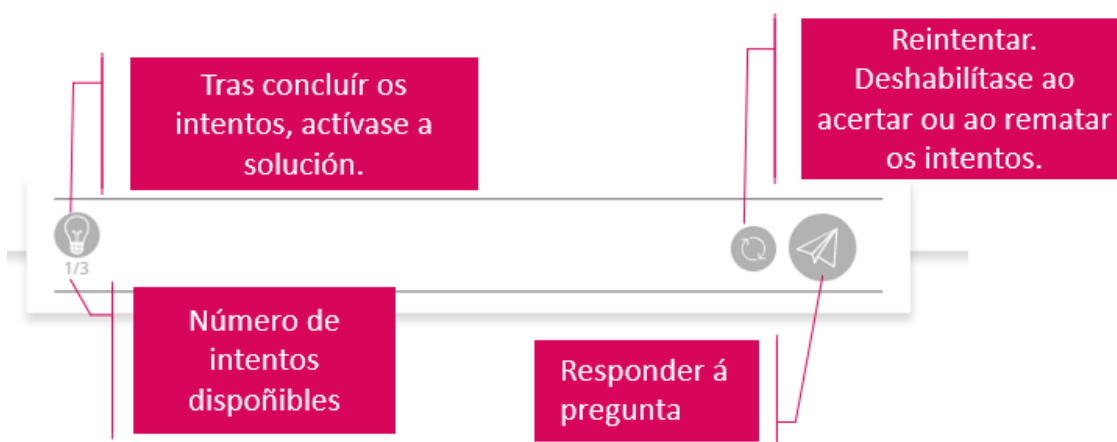 Tras concluír os
intentos, actívase a
solución.
Reintentar.
Deshabilítase ao
acertar ou ao rematar
os intentos.
1/3
Número de
intentos
dispoñibles
Responder á
pregunta